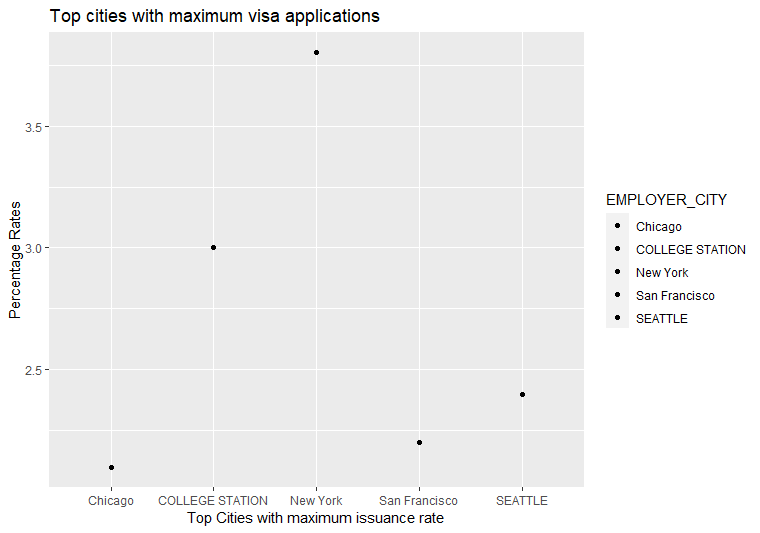 Top cities with maximum visa applications
3.5
3.0
2.5
Percentage Rates
Chicago COLLEGE STATION New York San Francisco SEATTLE
Top Cities with maximum issuance rate
EMPLOYER_CITY
Chicago
COLLEGE STATION
New York
San Francisco
SEATTLE